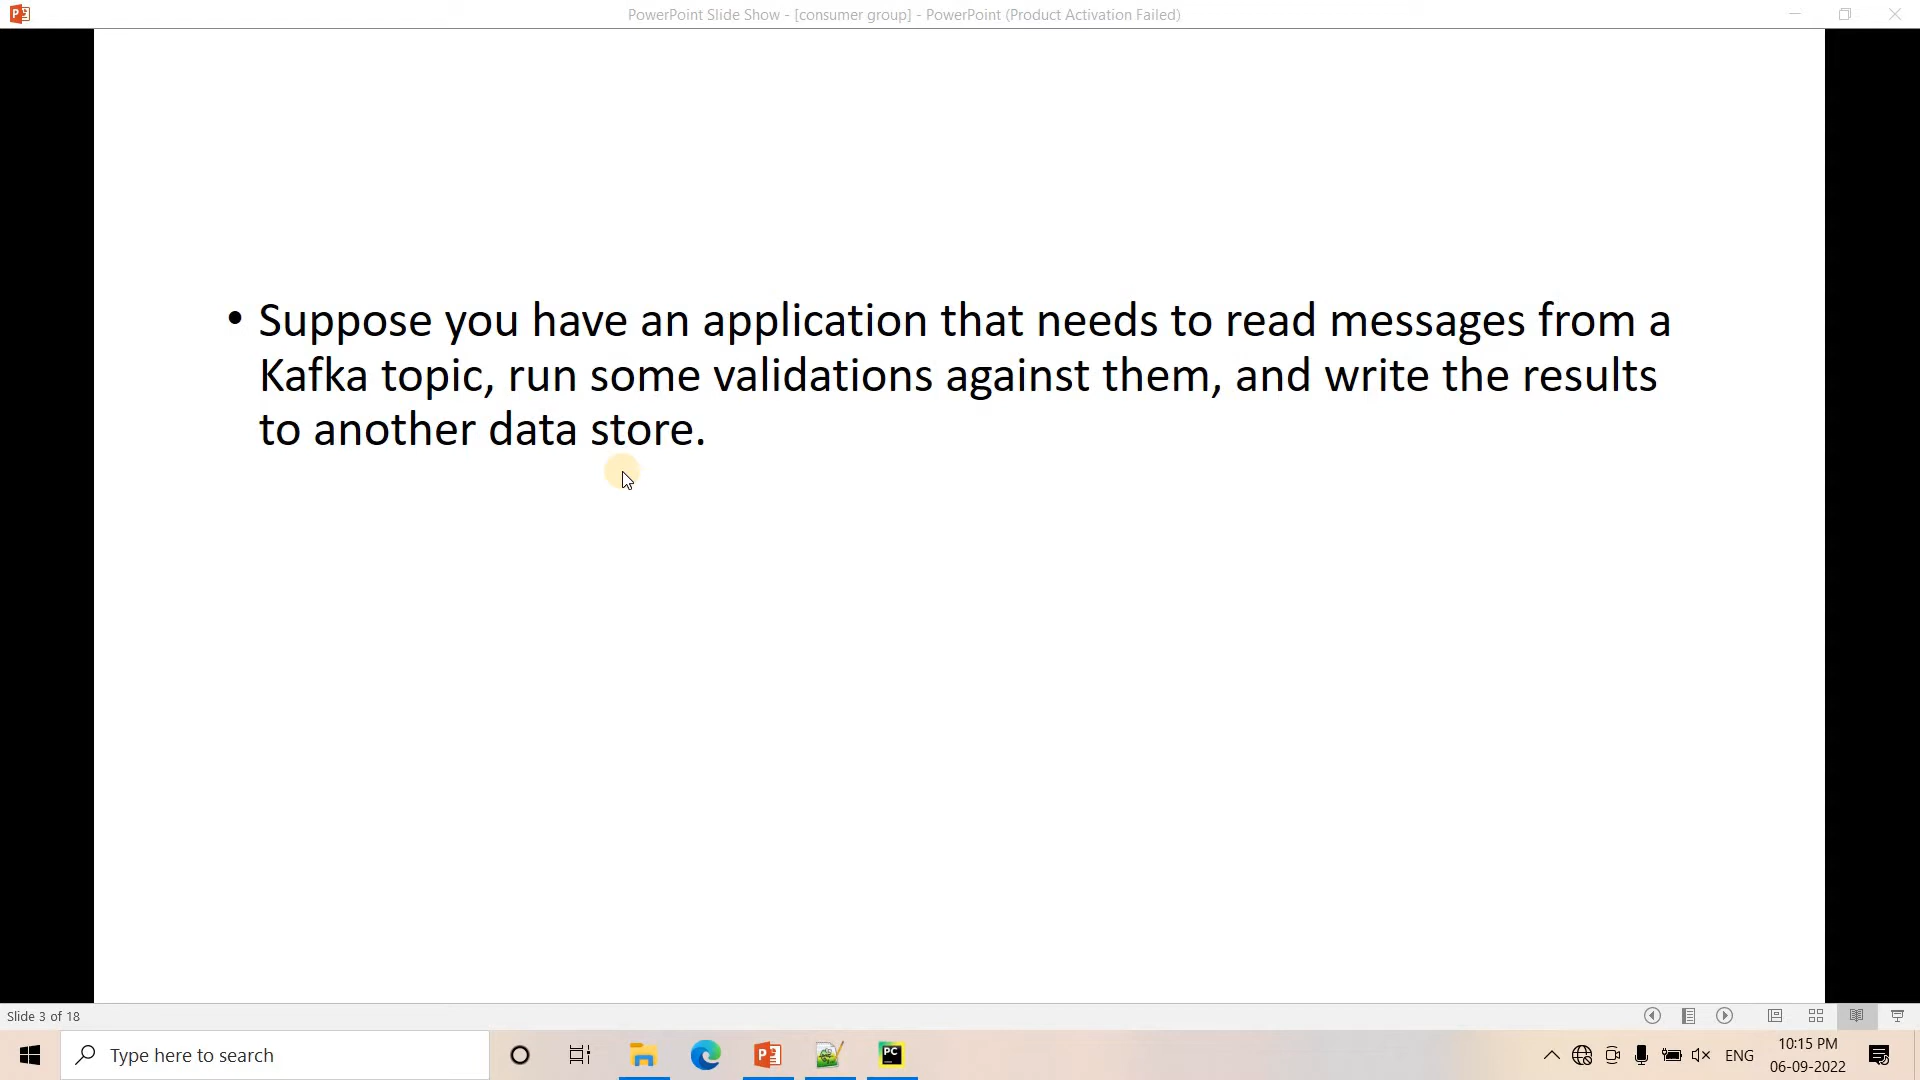 PowerPoint Slide Show - [consumer group] - PowerPoint (Product Activation Failed)
• Suppose you have an application that needs to read messages from a
Kafka topic, run some validations against them, and write the results
to another data store.
Slide 3 of 18
Type here to search
PC
ENG
10:15 PM
06-09-2022